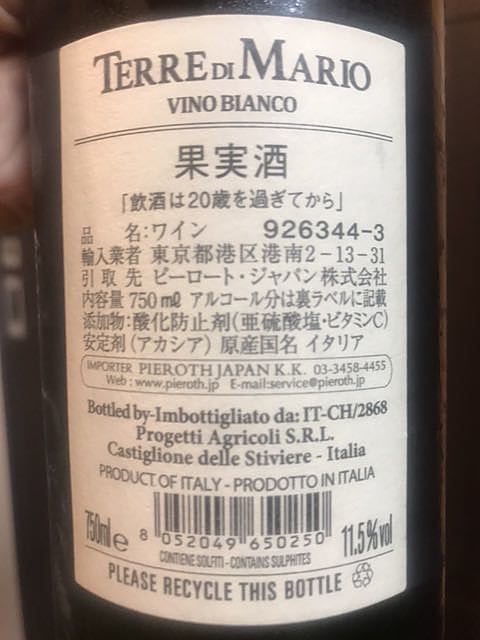 TERRE DI MARIO
VINO BIANCO
果実酒
「飲酒は20歳を過ぎてから」
品 名:ワイン 926344-3
輸入業者 東京都港区港南2-13-31
引取先 ピーロート・ジャパン株式会社
内容量 750㎖ アルコール分は裏ラベルに記載
添加物:酸化防止剤(亜硫酸塩・ビタミンC)
安定剤(アカシア) 原産国名 イタリア
IMPORTER PIEROTH JAPAN K.K. 03-3458-4455
Web : www.pieroth.jp E-mail:service@pieroth.jp
Bottled by-Imbottigliato da: IT-CH/2868
Progetti Agricoli S.R.L.
Castiglione delle Stiviere - Italia
PRODUCT OF ITALY - PRODOTTO IN ITALIA
750ml e 8 052049 650250 11.5%vol
CONTIENE SOLFITI - CONTAINS SULPHITES
PLEASE RECYCLE THIS BOTTLE